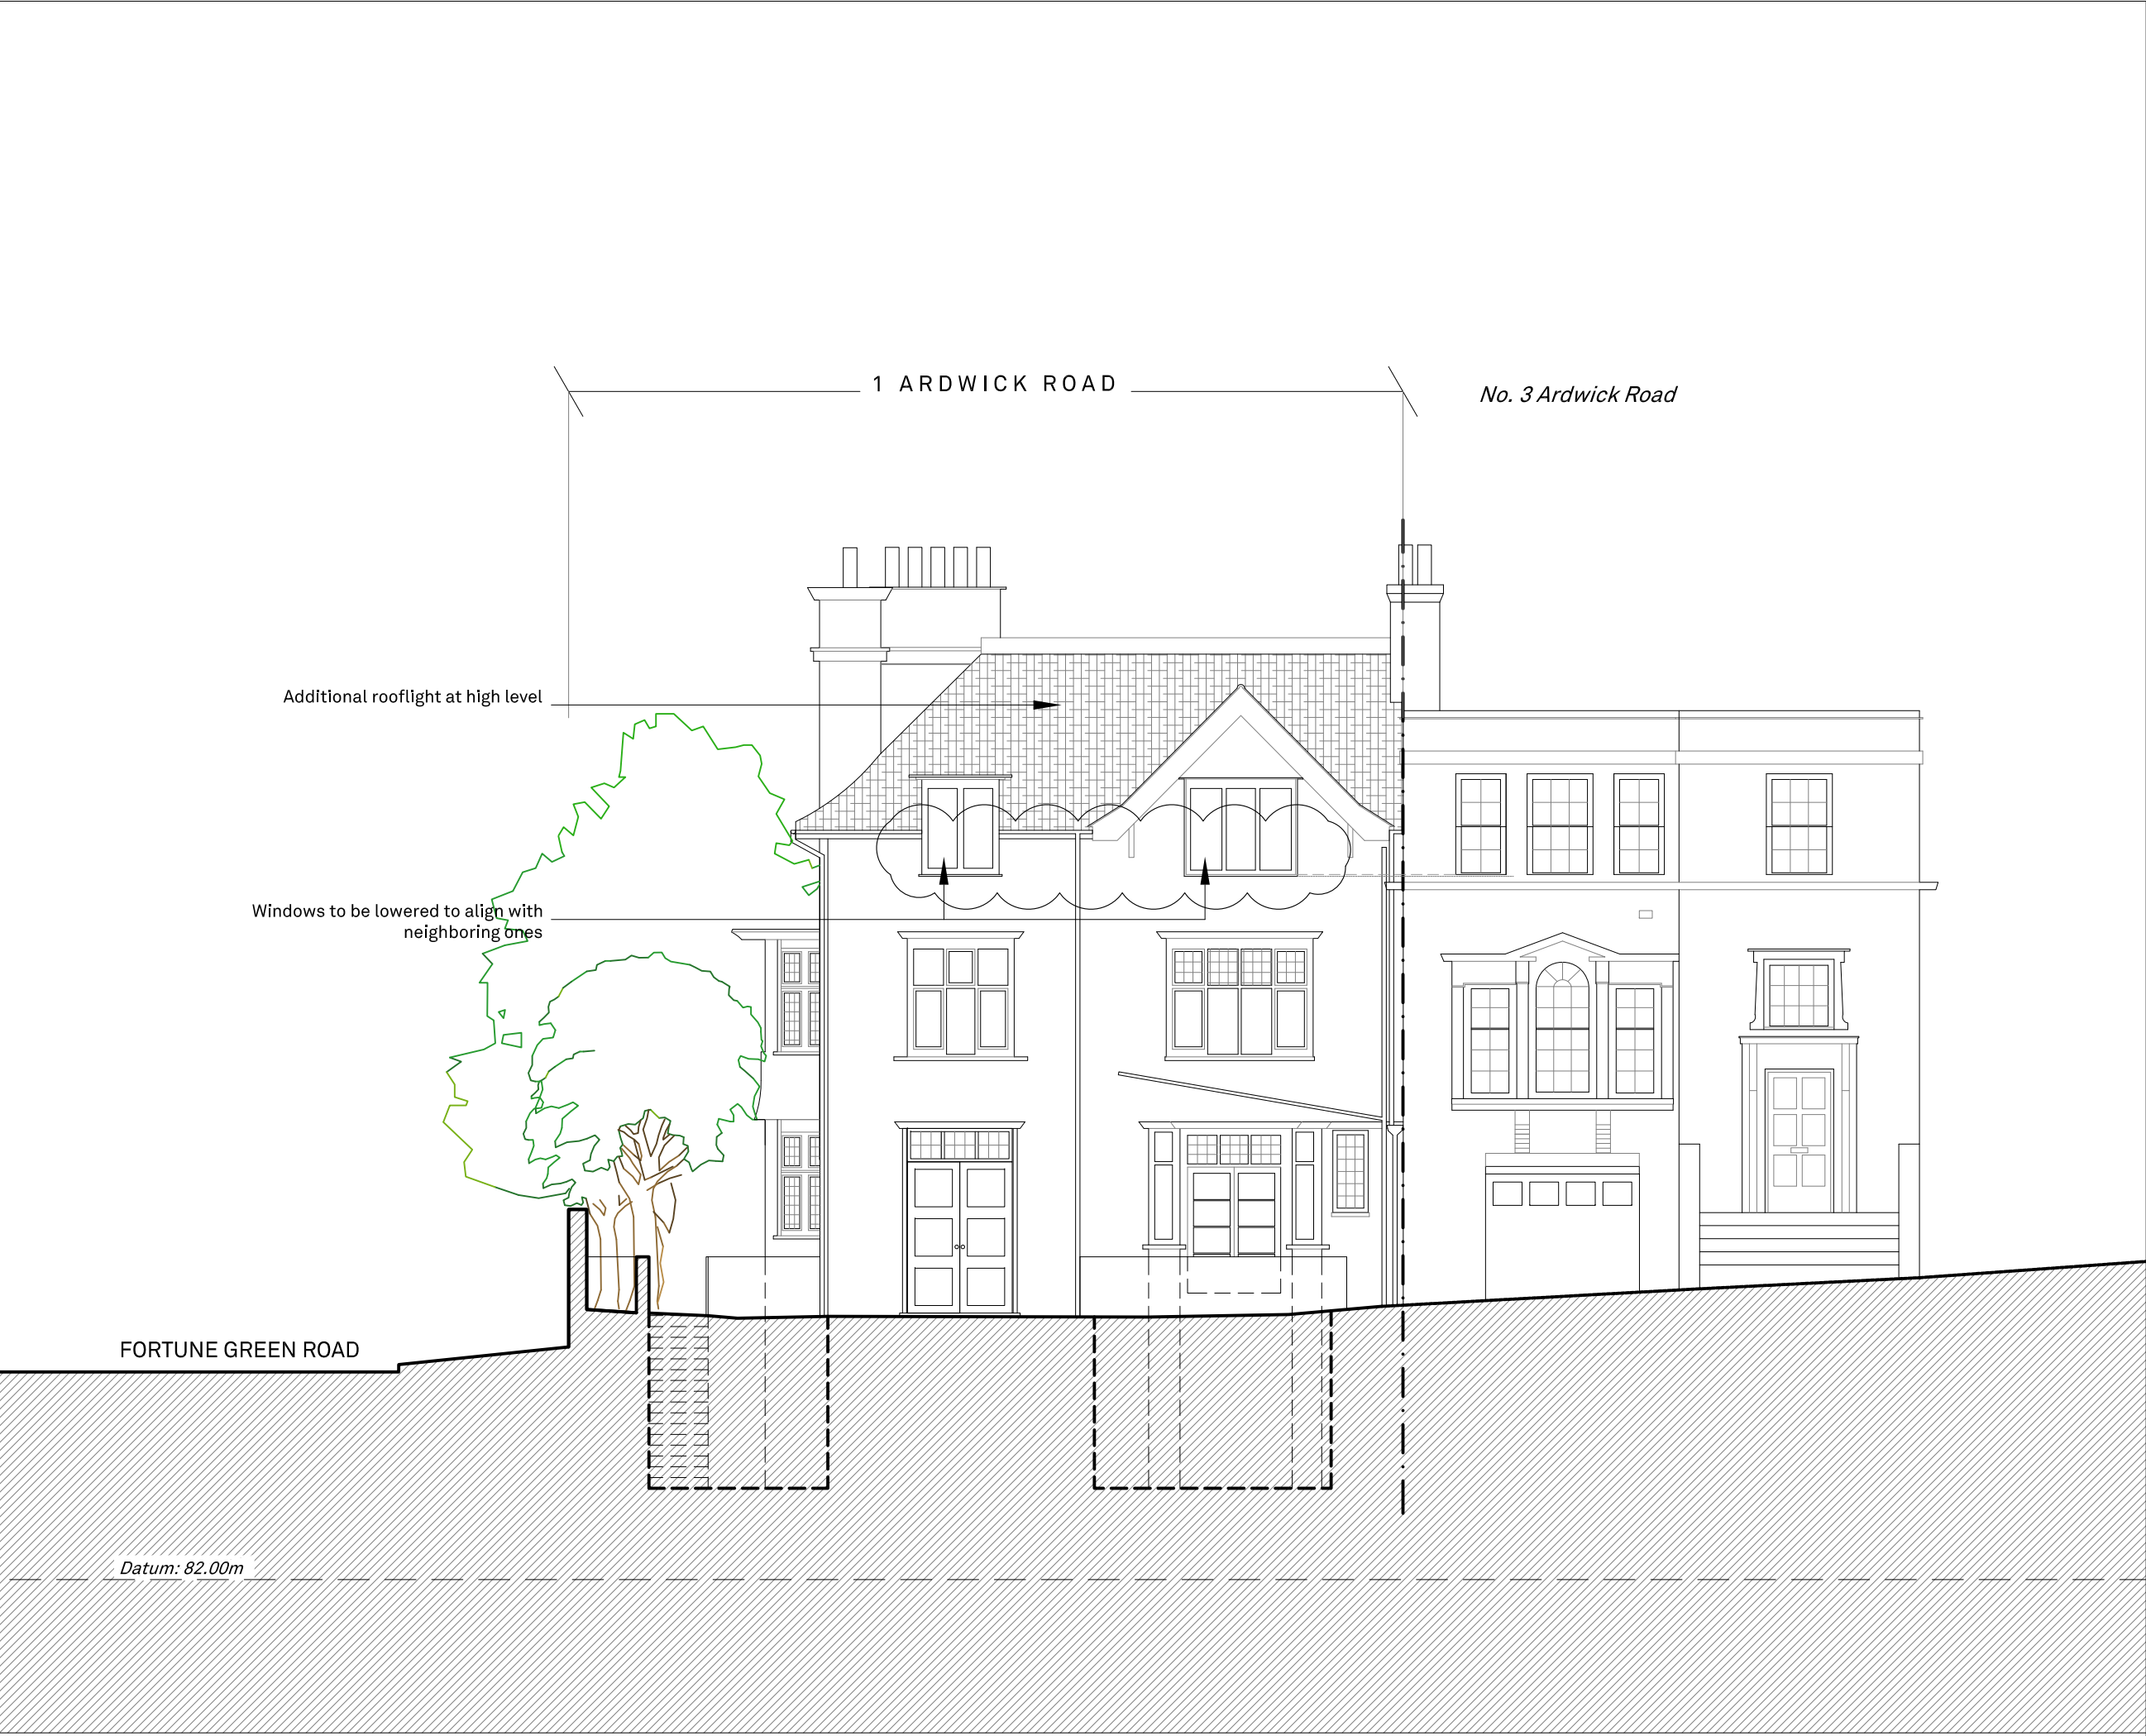 1 ARDWICK ROAD
No. 3 Ardwick Road
Additional rooflight at high level
Windows to be lowered to align with
neighboring ones
FORTUNE GREEN ROAD
Datum: 82.00m